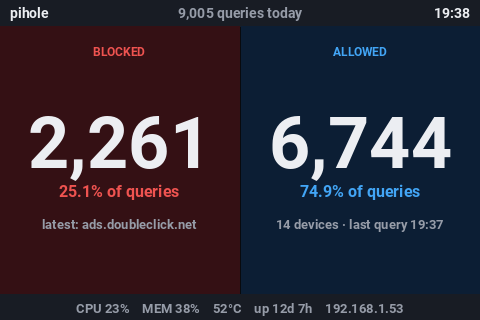 pihole 9,005 queries today 19:38
BLOCKED
2,261
25.1% of queries
latest: ads.doubleclick.net
ALLOWED
6,744
74.9% of queries
14 devices · last query 19:37
CPU 23% MEM 38% 52°C up 12d 7h 192.168.1.53